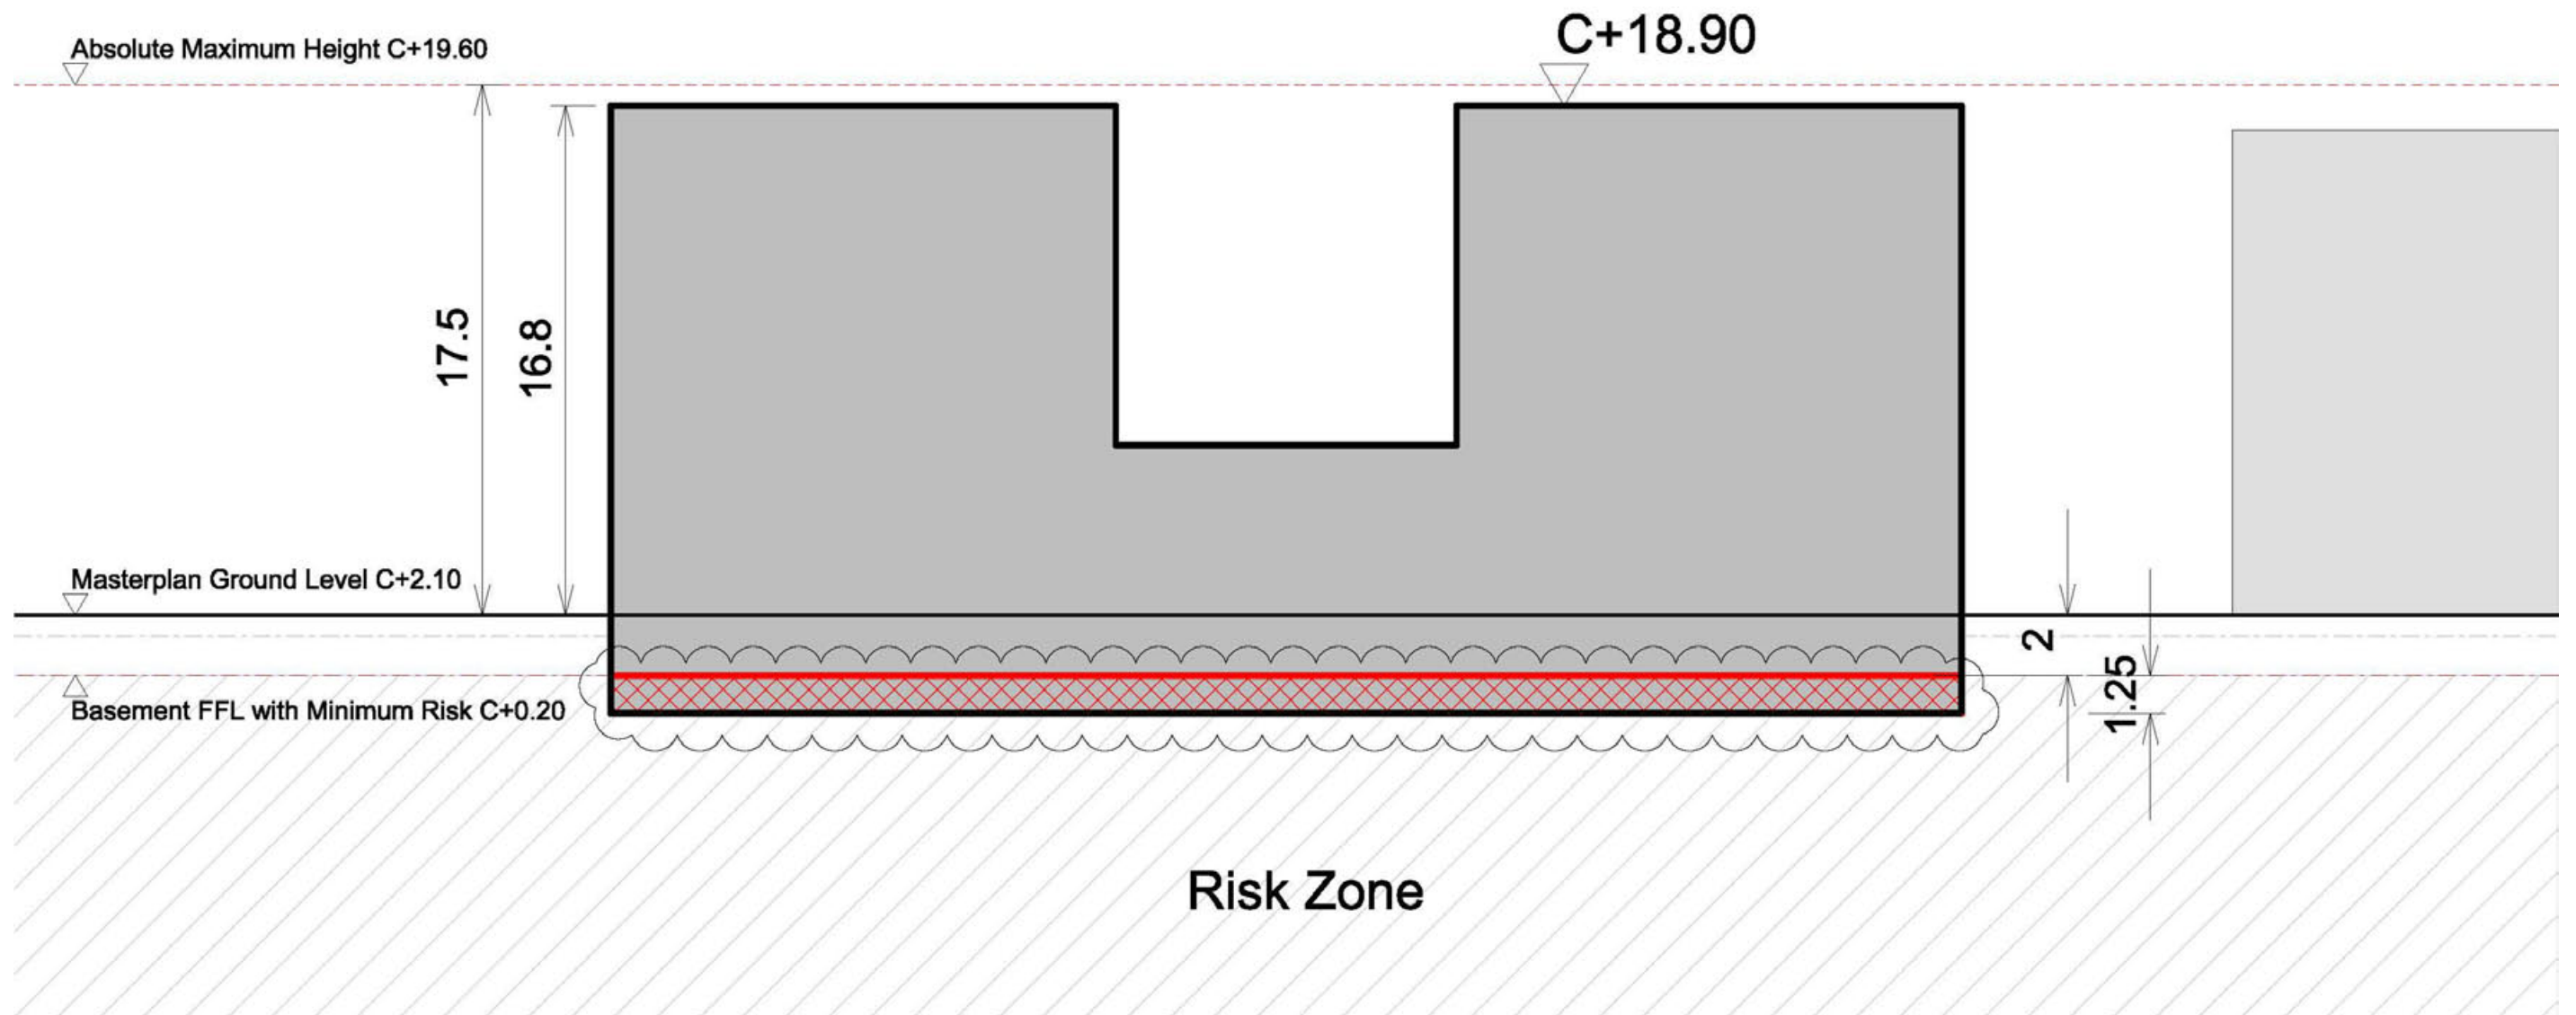 C+18.90
Absolute Maximum Height C+19.60
17.5
16.8
Masterplan Ground Level C+2.10
2
1.25
Basement FFL with Minimum Risk C+0.20
Risk Zone